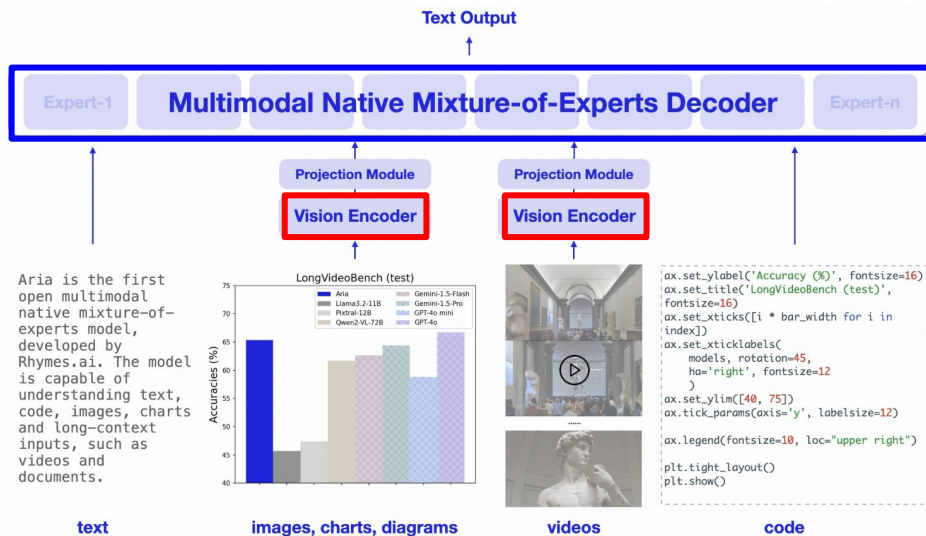 Text Output
Expert-1
Multimodal Native Mixture-of-Experts Decoder
Expert-n
Projection Module
Projection Module
Vision Encoder
Vision Encoder
Aria is the first
open multimodal
native mixture-of-
experts model,
developed by
Rhymes.ai. The model
is capable of
understanding text,
code, images, charts
and long-context
inputs, such as
videos and
documents.
LongVideoBench (test)
Accuracies (%)
75
70
65
60
55
50
45
40
Aria
Llama3.2-11B
Pixtral-12B
Qwen2-VL-72B
Gemini-1.5-Flash
Gemini-1.5-Pro
GPT-4o mini
GPT-4o
......
ax.set_ylabel('Accuracy (%)', fontsize=16)
ax.set_title('LongVideoBench (test)',
fontsize=16)
ax.set_xticks([i * bar_width for i in
index])
ax.set_xticklabels(
models, rotation=45,
ha='right', fontsize=12
)
ax.set_ylim([40, 75])
ax.tick_params(axis='y', labelsize=12)
ax.legend(fontsize=10, loc="upper right")
plt.tight_layout()
plt.show()
text
images, charts, diagrams
videos
code